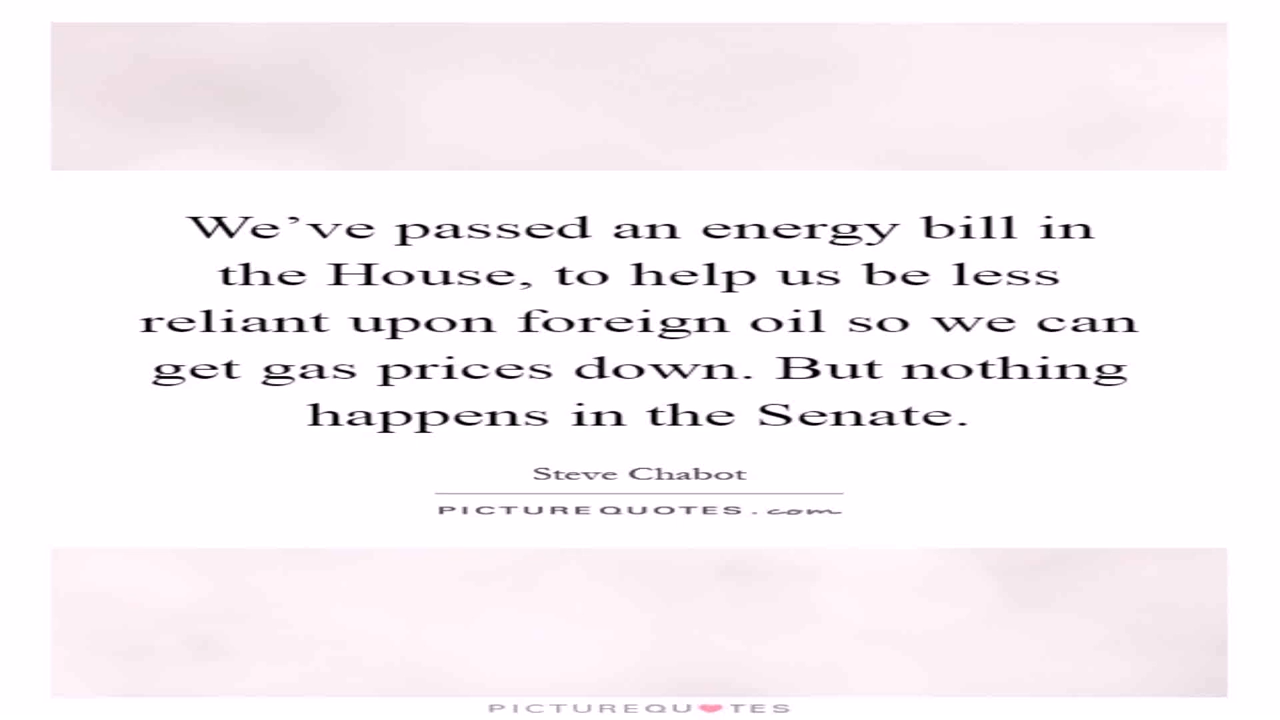 We’ve passed an energy bill in
the House, to help us be less
reliant upon foreign oil so we can
get gas prices down. But nothing
happens in the Senate.
Steve Chabot
PICTUREQUOTES.com
PICTUREQU❤TES